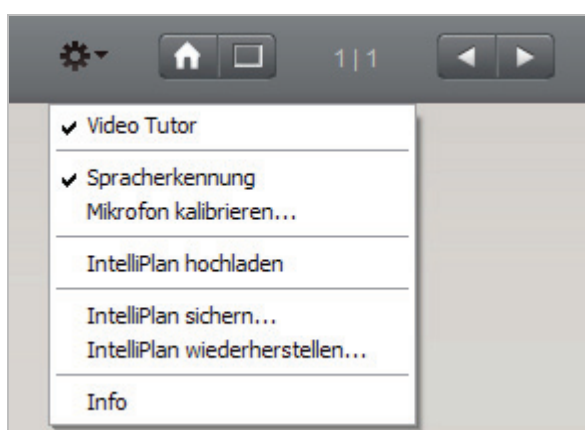 1|1
Video Tutor
Spracherkennung
Mikrofon kalibrieren...
IntelliPlan hochladen
IntelliPlan sichern...
IntelliPlan wiederherstellen...
Info